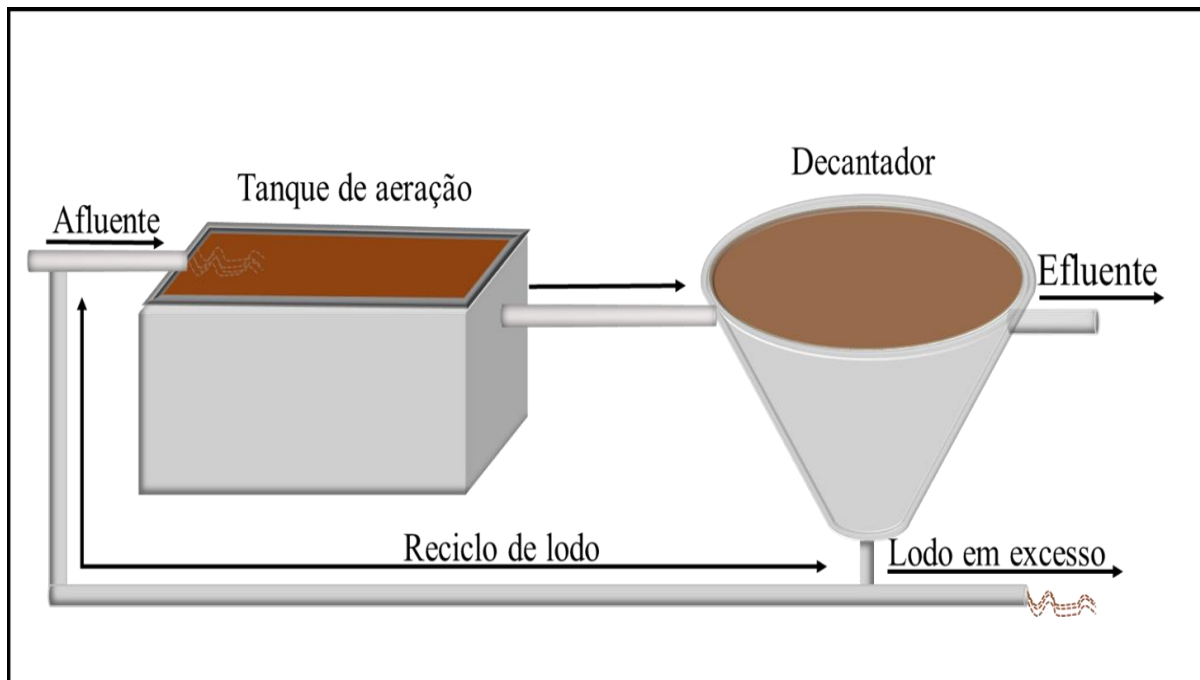 Decantador
Tanque de aeração
Afluente
Efluente
Reciclo de lodo
Lodo em excesso